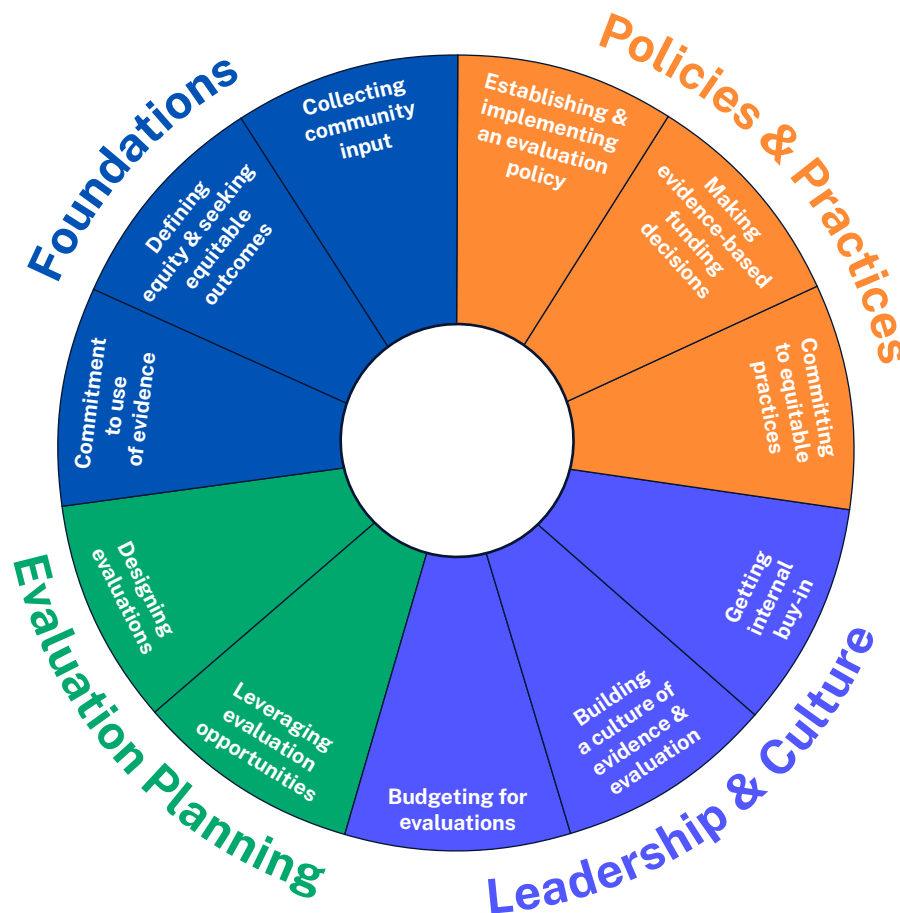 Foundations
Collecting
community
input
Defining
equity & seeking
equitable
outcomes
Commitment
to use
of evidence
Policies & Practices
Establishing &
implementing
an evaluation
policy
Making
evidence-based
funding
decisions
Committing
to equitable
practices
Leadership & Culture
Getting
internal
buy-in
Building
a culture of
evidence &
evaluation
Budgeting for
evaluations
Evaluation Planning
Leveraging
evaluation
opportunities
Designing
evaluations